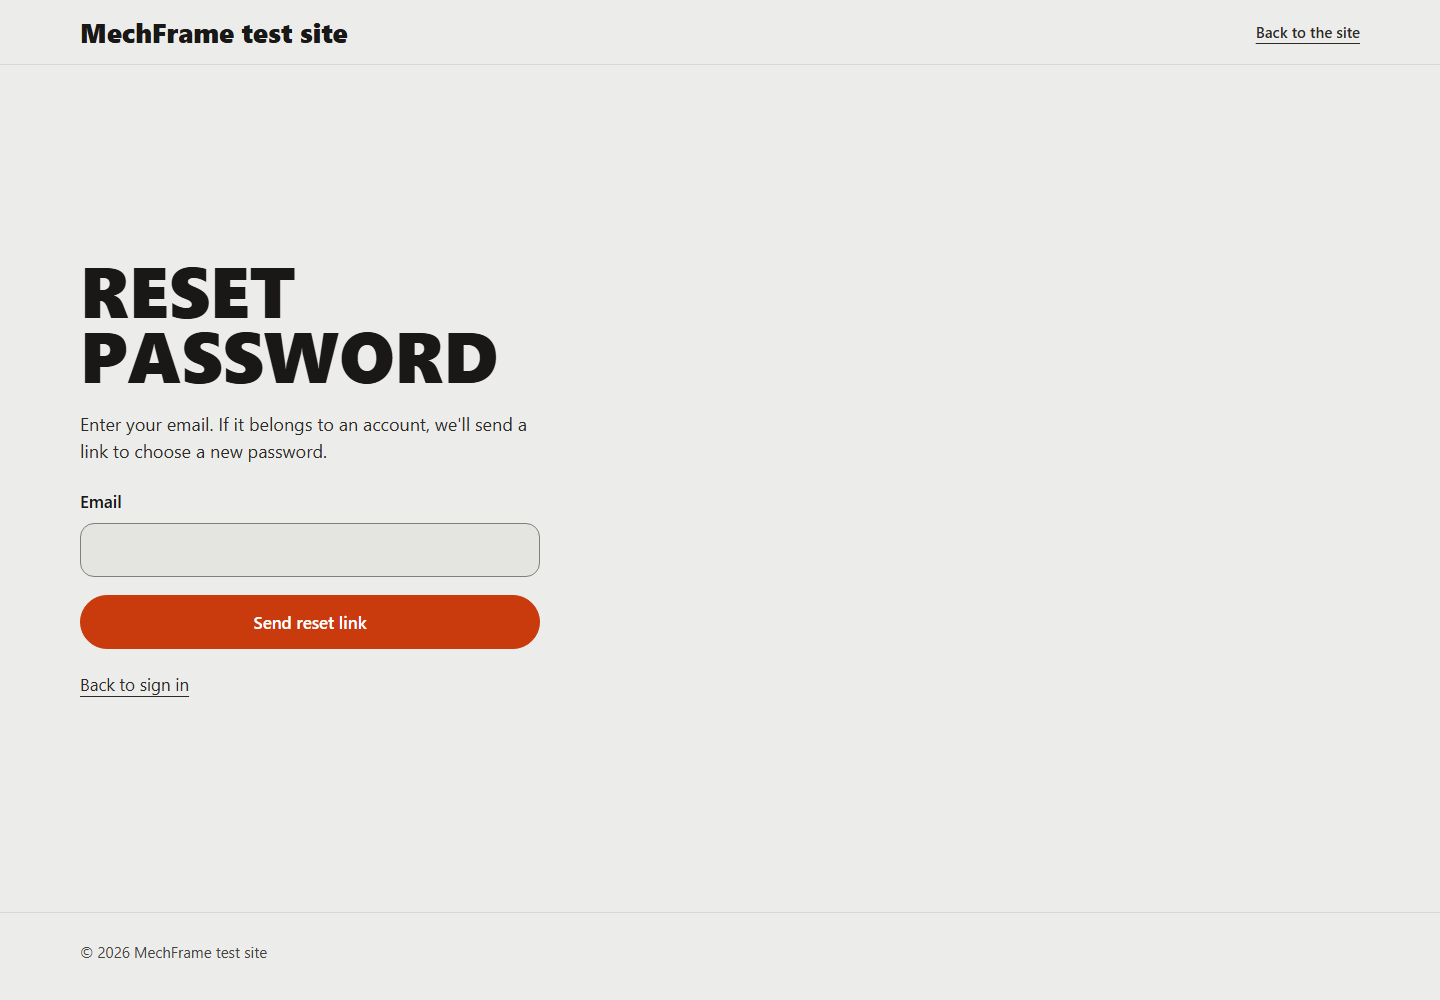 MechFrame test site
Back to the site
RESET
PASSWORD
Enter your email. If it belongs to an account, we'll send a
link to choose a new password.
Email
Send reset link
Back to sign in
© 2026 MechFrame test site